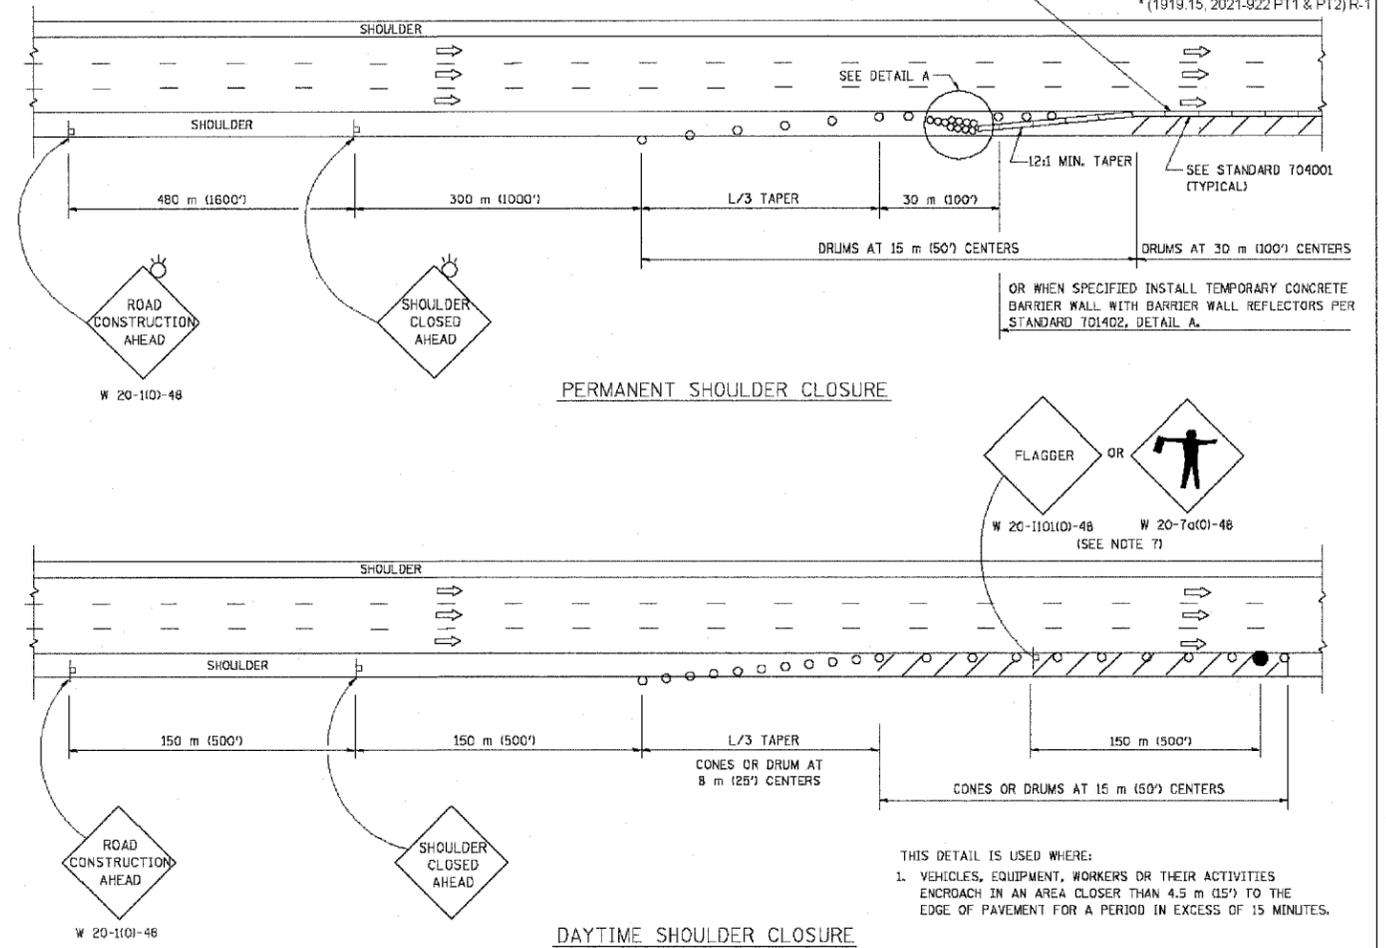 * (1919.15, 2021-922 PT1 & PT2) R-1
SHOULDER
SEE DETAIL A
SHOULDER
12:1 MIN. TAPER
SEE STANDARD 704001
(TYPICAL)
480 m (1600')
300 m (1000')
L/3 TAPER
30 m (100')
DRUMS AT 15 m (50') CENTERS
DRUMS AT 30 m (100') CENTERS
OR WHEN SPECIFIED INSTALL TEMPORARY CONCRETE
BARRIER WALL WITH BARRIER WALL REFLECTORS PER
STANDARD 701402, DETAIL A.
ROAD
CONSTRUCTION
AHEAD
SHOULDER
CLOSED
AHEAD
W 20-1(O)-48
PERMANENT SHOULDER CLOSURE
FLAGGER
OR
W 20-I101(O)-48
W 20-7a(O)-48
(SEE NOTE 7)
SHOULDER
SHOULDER
150 m (500')
150 m (500')
L/3 TAPER
150 m (500')
CONES OR DRUM AT
8 m (25') CENTERS
CONES OR DRUMS AT 15 m (50') CENTERS
ROAD
CONSTRUCTION
AHEAD
SHOULDER
CLOSED
AHEAD
THIS DETAIL IS USED WHERE:
1. VEHICLES, EQUIPMENT, WORKERS OR THEIR ACTIVITIES
ENCROACH IN AN AREA CLOSER THAN 4.5 m (15') TO THE
EDGE OF PAVEMENT FOR A PERIOD IN EXCESS OF 15 MINUTES.
W 20-1(O)-48
DAYTIME SHOULDER CLOSURE